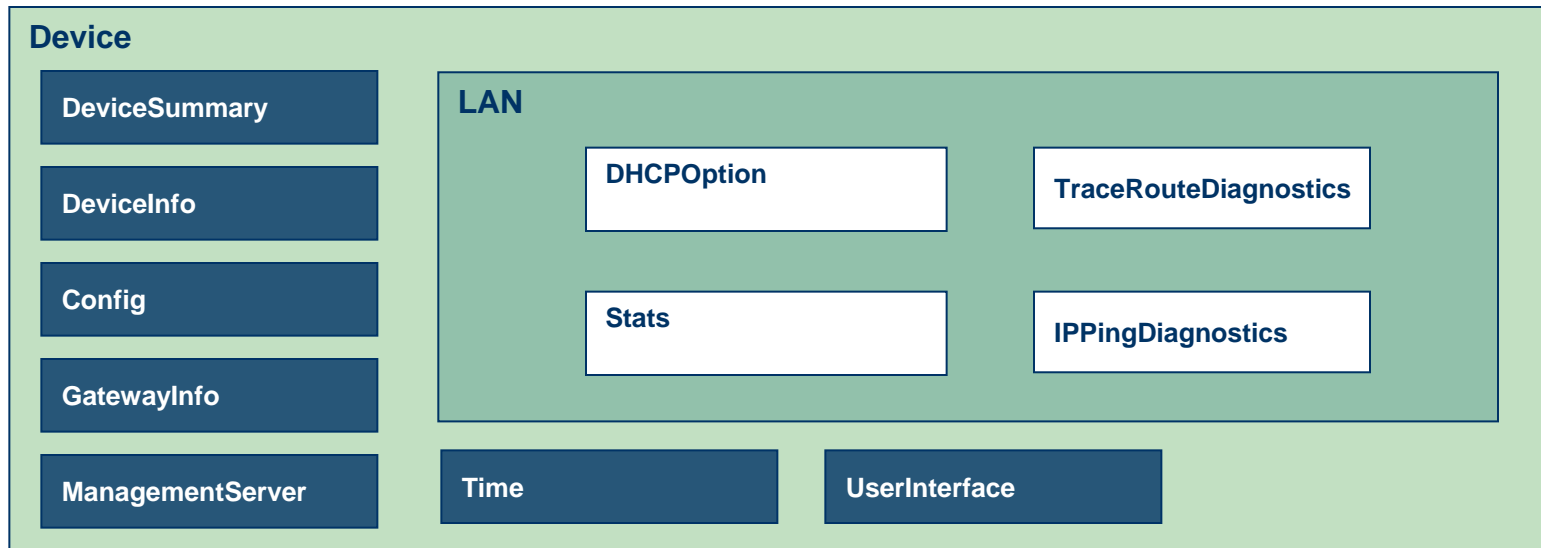 Device
DeviceSummary
DeviceInfo
Config
GatewayInfo
ManagementServer
LAN
DHCPOption
TraceRouteDiagnostics
Stats
IPPingDiagnostics
Time
UserInterface